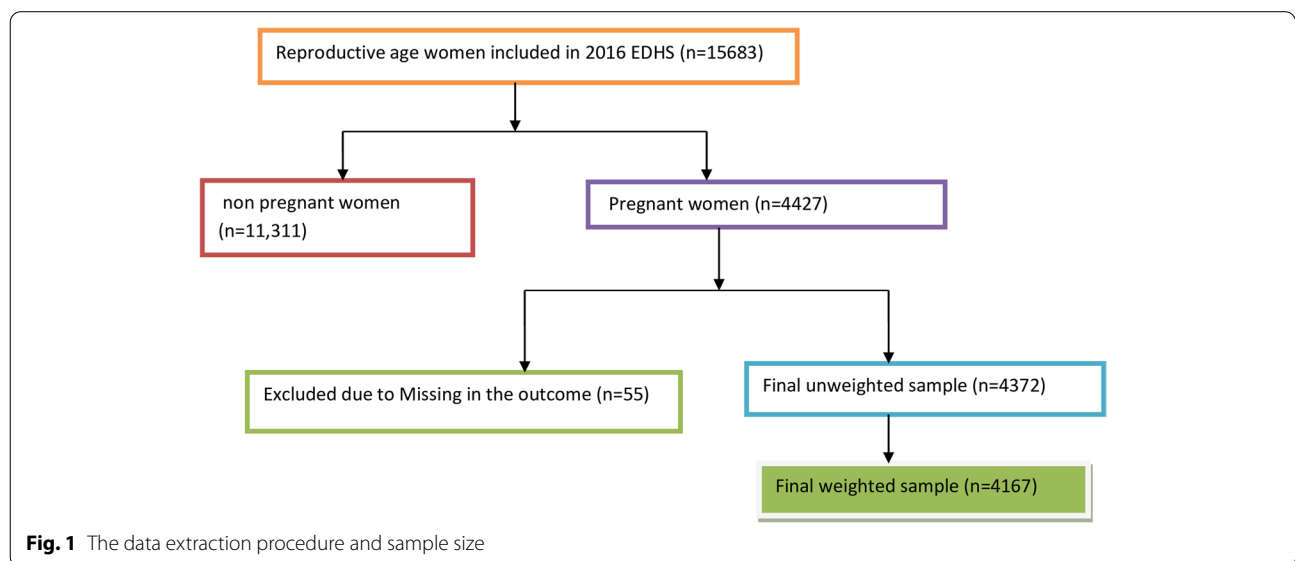 Reproductive age women included in 2016 EDHS (n=15683)
non pregnant women
(n=11,311)
Pregnant women (n=4427)
Excluded due to Missing in the outcome (n=55)
Final unweighted sample (n=4372)
Final weighted sample (n=4167)
Fig. 1 The data extraction procedure and sample size